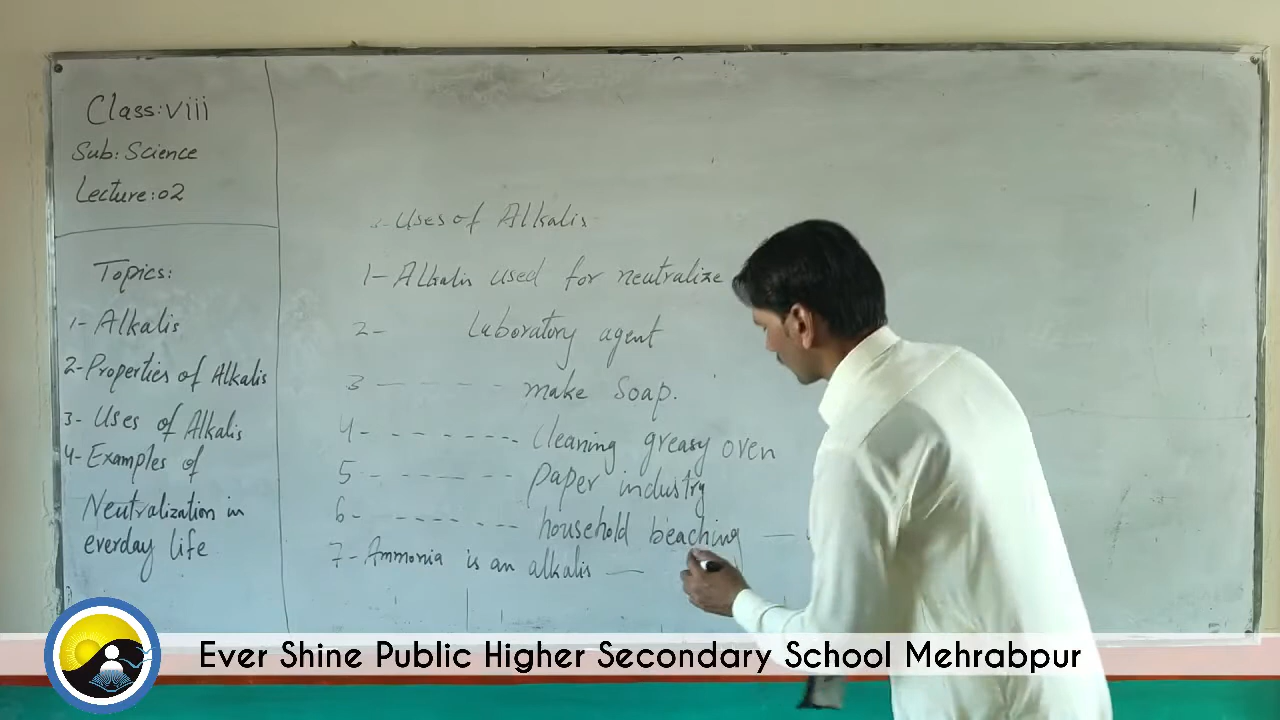 Class: viii
Sub: Science
Lecture: 02
Topics:
1- Alkalis
2- Properties of Alkalis
3- Uses of Alkalis
4- Examples of
Neutralization in
everday life
Uses of Alkalis
1- Alkalis used for neutralize
2- Laboratory agent
3 - - - - - make Soap.
4- - - - - - - - cleaning greasy oven
5- - - - - - - paper industry
6- - - - - - - - household beaching —
7- Ammonia is an alkalis —
Ever Shine Public Higher Secondary School Mehrabpur